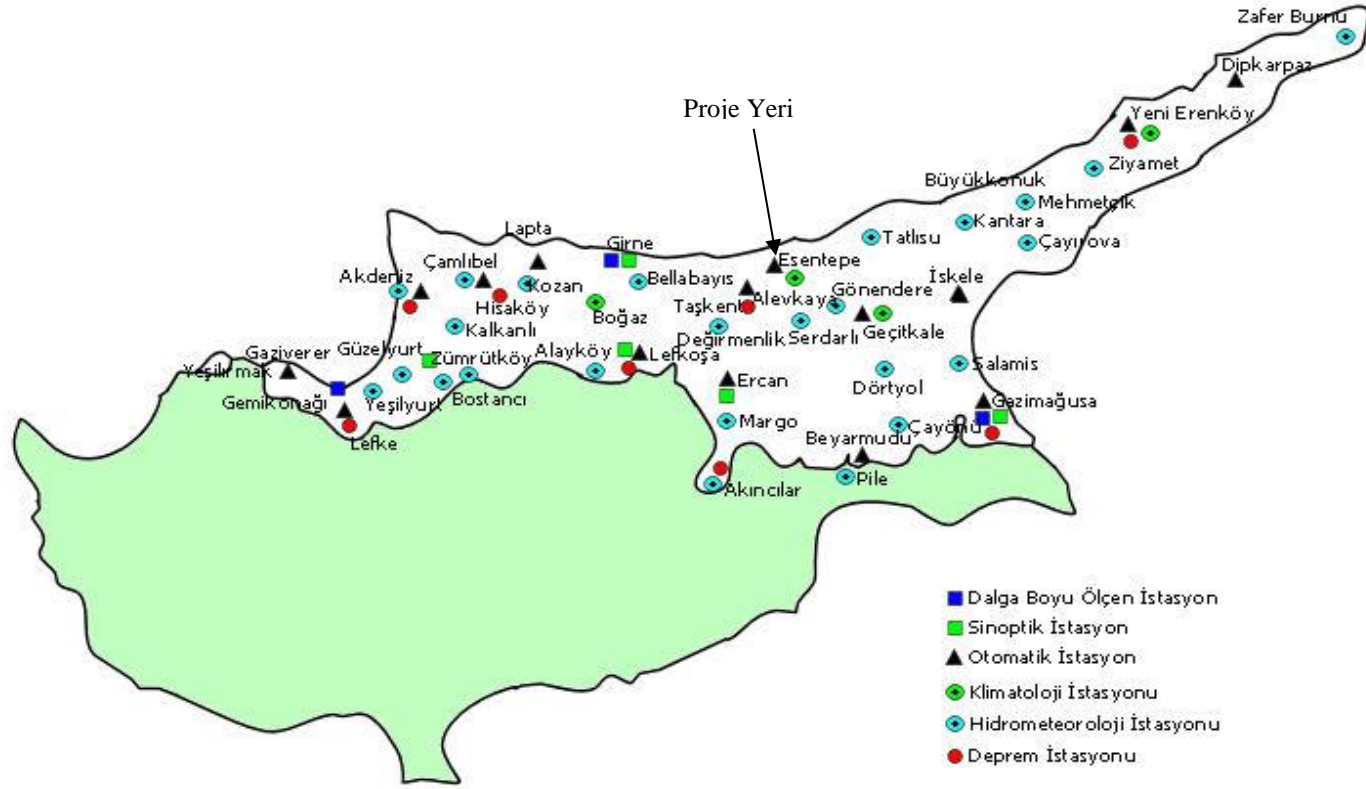 Zafer Burnu
Dipkarpaz
Proje Yeri
Yeni Erenköy
Ziyamet
Büyükkonuk
Mehmetçik
Kantara
Tatlısu
Çayırova
Lapta
Girne
Esentepe
Çamlıbel
Akdeniz
Kozan
Bellabayıs
İskele
Hisaköy
Boğaz
Taşkent
Alevkaya
Gönendere
Kalkanlı
Değirmenlik
Serdarlı
Geçitkale
Gaziverer
Güzelyurt
Zümrütköy
Alayköy
Lefkoşa
Yeşilırmak
Salamis
Dörtyol
Ercan
Gemikonağı
Yeşilyurt
Bostancı
Gazimağusa
Margo
Çayönü
Lefke
Beyarmudu
Pile
Akıncılar
Dalga Boyu Ölçen İstasyon
Sinoptik İstasyon
Otomatik İstasyon
Klimatoloji İstasyonu
Hidrometeoroloji İstasyonu
Deprem İstasyonu